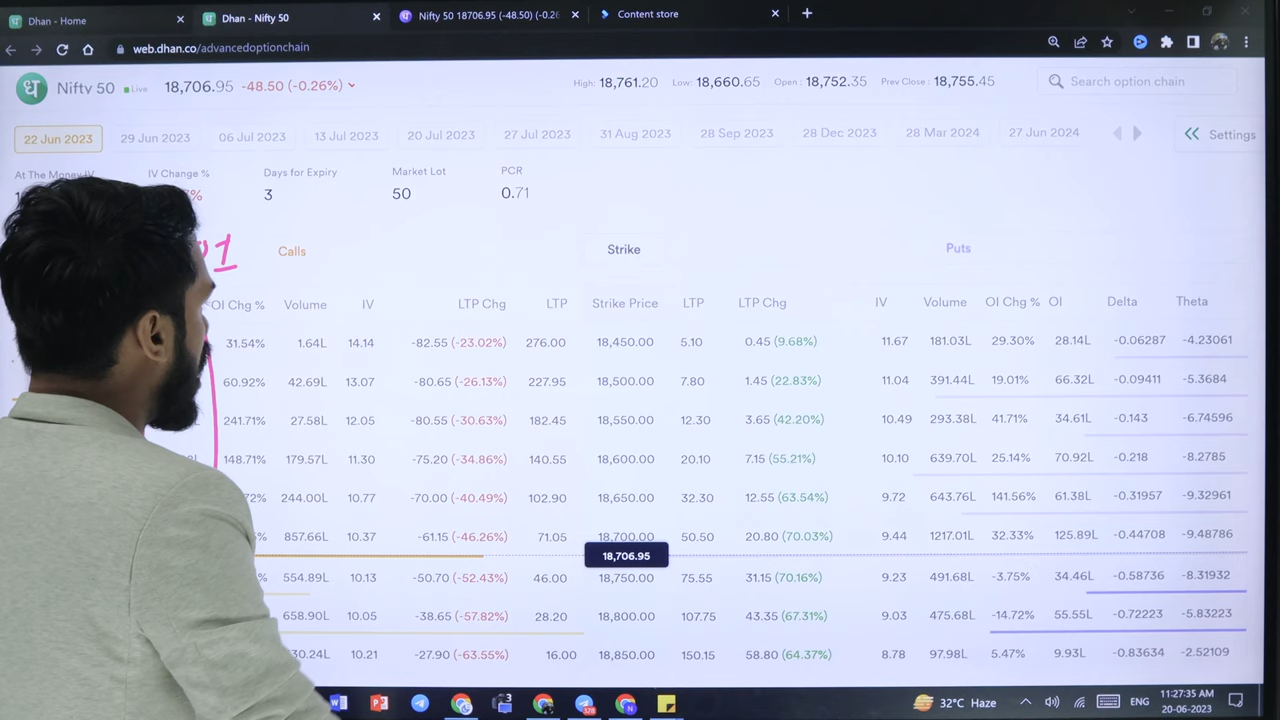 Dhan - Home
Dhan - Nifty 50
Nifty 50 18706.95 (-48.50) (-0.26
Content store
web.dhan.co/advancedoptionchain
ध Nifty 50 Live 18,706.95 -48.50 (-0.26%) High: 18,761.20 Low: 18,660.65 Open: 18,752.35 Prev Close: 18,755.45 Search option chain
22 Jun 2023 29 Jun 2023 06 Jul 2023 13 Jul 2023 20 Jul 2023 27 Jul 2023 31 Aug 2023 28 Sep 2023 28 Dec 2023 28 Mar 2024 27 Jun 2024 Settings
At The Money IV IV Change % Days for Expiry Market Lot PCR
3 50 0.71
1 Calls Strike Puts
OI Chg % Volume IV LTP Chg LTP Strike Price LTP LTP Chg IV Volume OI Chg % OI Delta Theta
31.54% 1.64L 14.14 -82.55 (-23.02%) 276.00 18,450.00 5.10 0.45 (9.68%) 11.67 181.03L 29.30% 28.14L -0.06287 -4.23061
60.92% 42.69L 13.07 -80.65 (-26.13%) 227.95 18,500.00 7.80 1.45 (22.83%) 11.04 391.44L 19.01% 66.32L -0.09411 -5.3684
241.71% 27.58L 12.05 -80.55 (-30.63%) 182.45 18,550.00 12.30 3.65 (42.20%) 10.49 293.38L 41.71% 34.61L -0.143 -6.74596
148.71% 179.57L 11.30 -75.20 (-34.86%) 140.55 18,600.00 20.10 7.15 (55.21%) 10.10 639.70L 25.14% 70.92L -0.218 -8.2785
72% 244.00L 10.77 -70.00 (-40.49%) 102.90 18,650.00 32.30 12.55 (63.54%) 9.72 643.76L 141.56% 61.38L -0.31957 -9.32961
857.66L 10.37 -61.15 (-46.26%) 71.05 18,700.00 50.50 20.80 (70.03%) 9.44 1217.01L 32.33% 125.89L -0.44708 -9.48786
18,706.95
% 554.89L 10.13 -50.70 (-52.43%) 46.00 18,750.00 75.55 31.15 (70.16%) 9.23 491.68L -3.75% 34.46L -0.58736 -8.31932
658.90L 10.05 -38.65 (-57.82%) 28.20 18,800.00 107.75 43.35 (67.31%) 9.03 475.68L -14.72% 55.55L -0.72223 -5.83223
30.24L 10.21 -27.90 (-63.55%) 16.00 18,850.00 150.15 58.80 (64.37%) 8.78 97.98L 5.47% 9.93L -0.83634 -2.52109
32°C Haze ENG 11:27:35 AM
20-06-2023